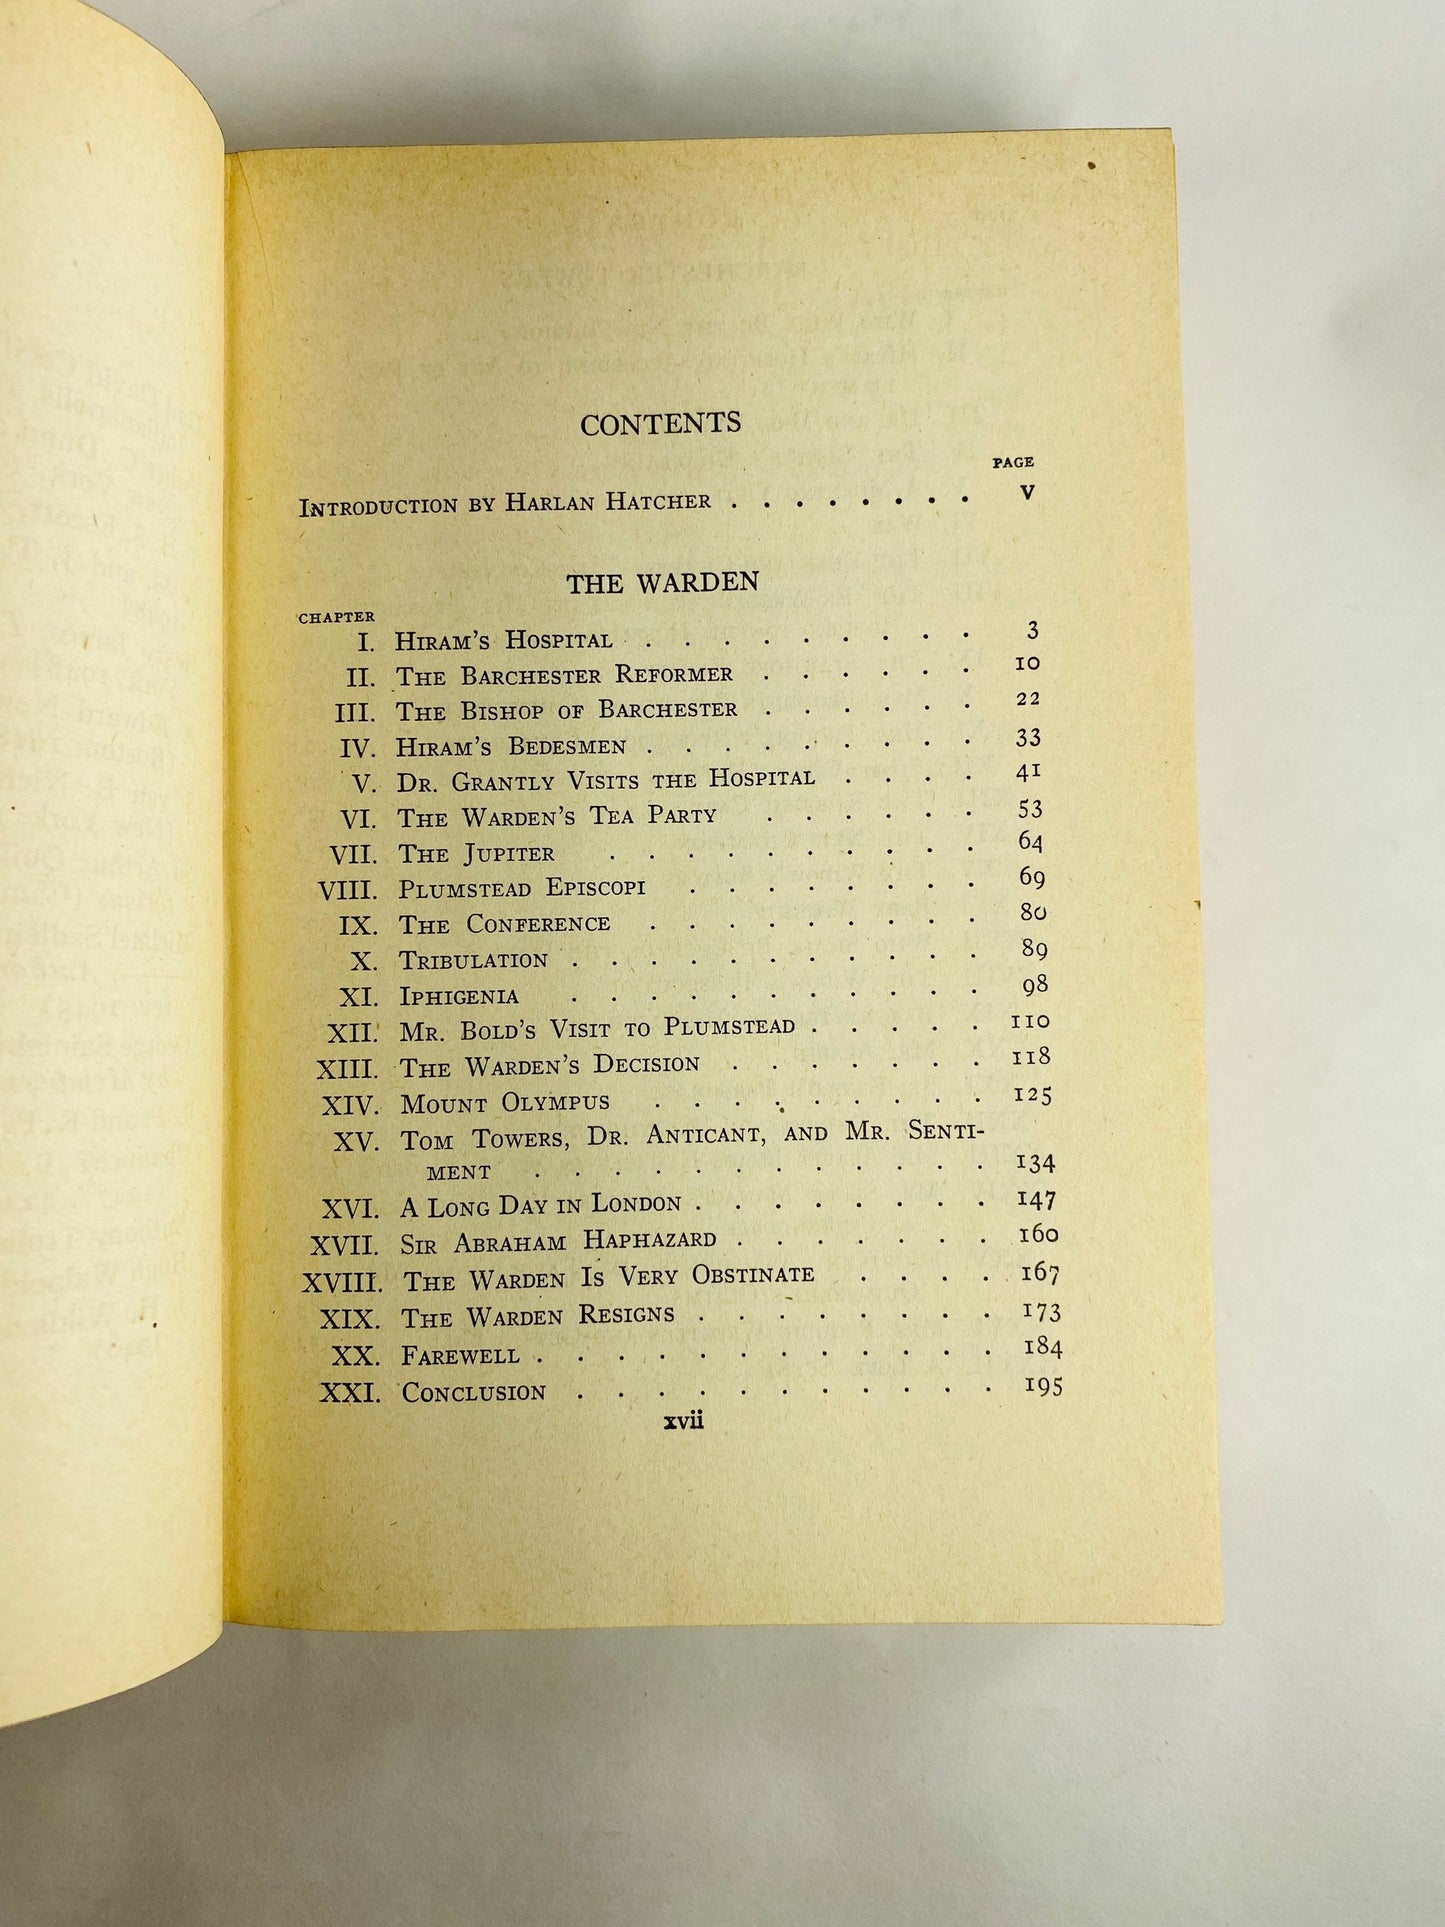 CONTENTS
PAGE
INTRODUCTION BY HARLAN HATCHER . . . . . . . . V
THE WARDEN
CHAPTER
I. HIRAM'S HOSPITAL . . . . . . . . . 3
II. THE BARCHESTER REFORMER . . . . . . 10
III. THE BISHOP OF BARCHESTER . . . . . . 22
IV. HIRAM'S BEDESMEN . . . . . . . . . 33
V. DR. GRANTLY VISITS THE HOSPITAL . . . . 41
VI. THE WARDEN'S TEA PARTY . . . . . . 53
VII. THE JUPITER . . . . . . . . . . 64
VIII. PLUMSTEAD EPISCOPI . . . . . . . . 69
IX. THE CONFERENCE . . . . . . . . . 80
X. TRIBULATION . . . . . . . . . . . 89
XI. IPHIGENIA . . . . . . . . . . . 98
XII. MR. BOLD'S VISIT TO PLUMSTEAD . . . . . 110
XIII. THE WARDEN'S DECISION . . . . . . . 118
XIV. MOUNT OLYMPUS . . . . . . . . . 125
XV. TOM TOWERS, DR. ANTICANT, AND MR. SENTI-
MENT . . . . . . . . . . . . 134
XVI. A LONG DAY IN LONDON . . . . . . . . 147
XVII. SIR ABRAHAM HAPHAZARD . . . . . . . 160
XVIII. THE WARDEN IS VERY OBSTINATE . . . . 167
XIX. THE WARDEN RESIGNS . . . . . . . . 173
XX. FAREWELL . . . . . . . . . . . . 184
XXI. CONCLUSION . . . . . . . . . . . 195
xvii